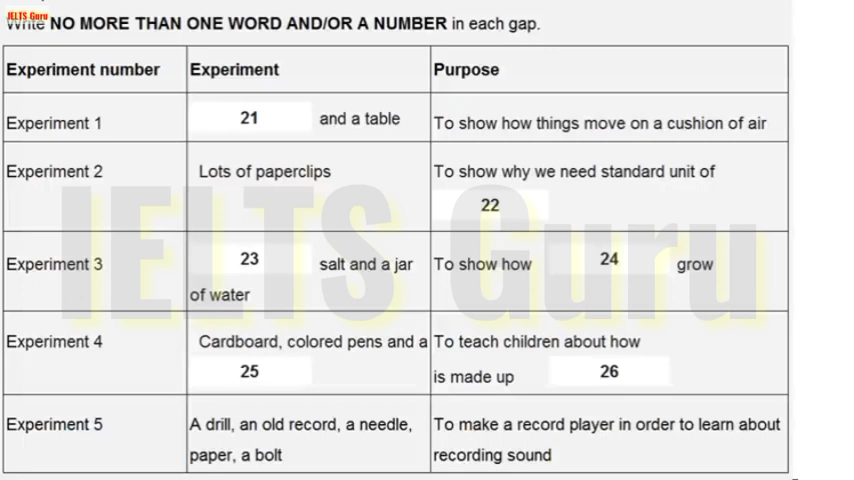 IELTS Guru
Write NO MORE THAN ONE WORD AND/OR A NUMBER in each gap.
Experiment number Experiment Purpose
Experiment 1 21 and a table To show how things move on a cushion of air
Experiment 2 Lots of paperclips To show why we need standard unit of
22
Experiment 3 23 salt and a jar To show how 24 grow
of water
Experiment 4 Cardboard, colored pens and a To teach children about how
25 is made up 26
Experiment 5 A drill, an old record, a needle, To make a record player in order to learn about
paper, a bolt recording sound
IELTS Guru